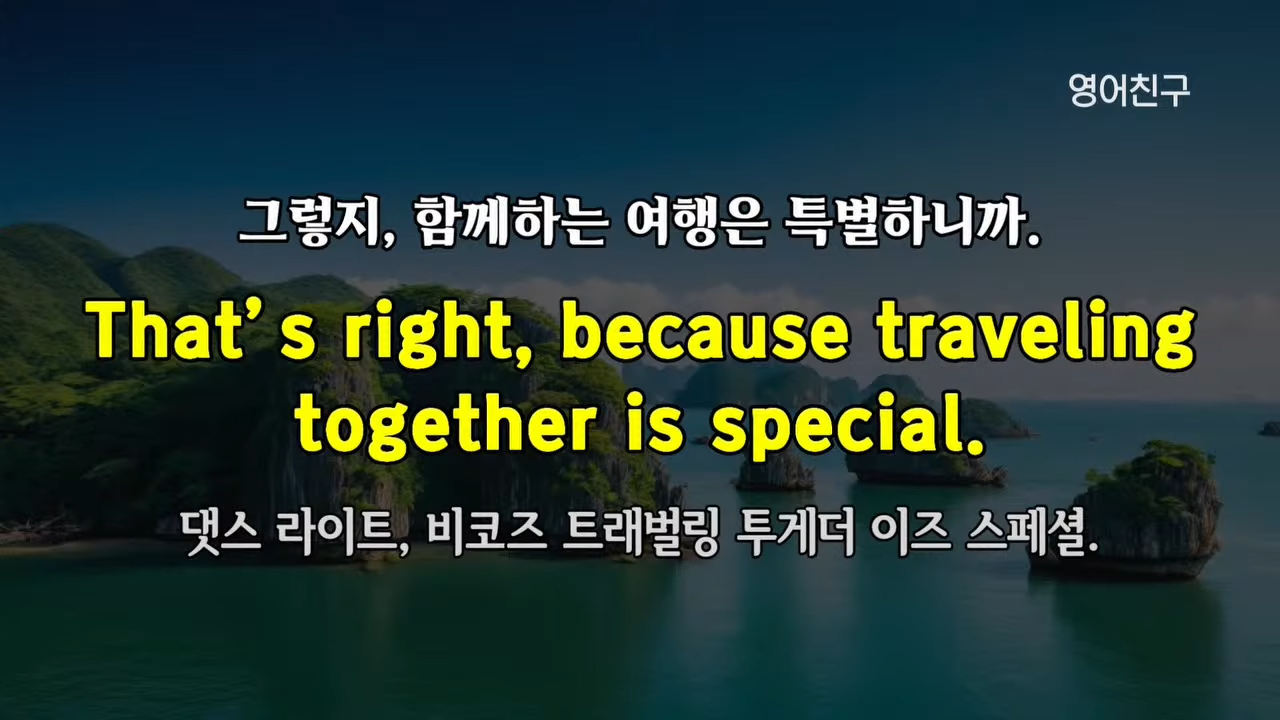 영어친구
그렇지, 함께하는 여행은 특별하니까.
That's right, because traveling
together is special.
댓스 라이트, 비코즈 트래벌링 투게더 이즈 스페셜.